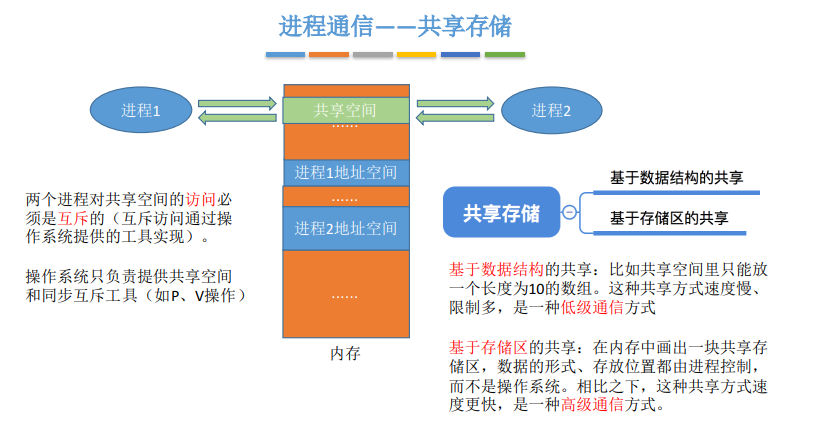 进程通信——共享存储
进程1
共享空间
进程2
......
进程1地址空间
......
进程2地址空间
......
内存
两个进程对共享空间的访问必
须是互斥的（互斥访问通过操
作系统提供的工具实现）。
操作系统只负责提供共享空间
和同步互斥工具（如P、V操作）
共享存储
基于数据结构的共享
基于存储区的共享
基于数据结构的共享：比如共享空间里只能放
一个长度为10的数组。这种共享方式速度慢、
限制多，是一种低级通信方式
基于存储区的共享：在内存中画出一块共享存
储区，数据的形式、存放位置都由进程控制，
而不是操作系统。相比之下，这种共享方式速
度更快，是一种高级通信方式。